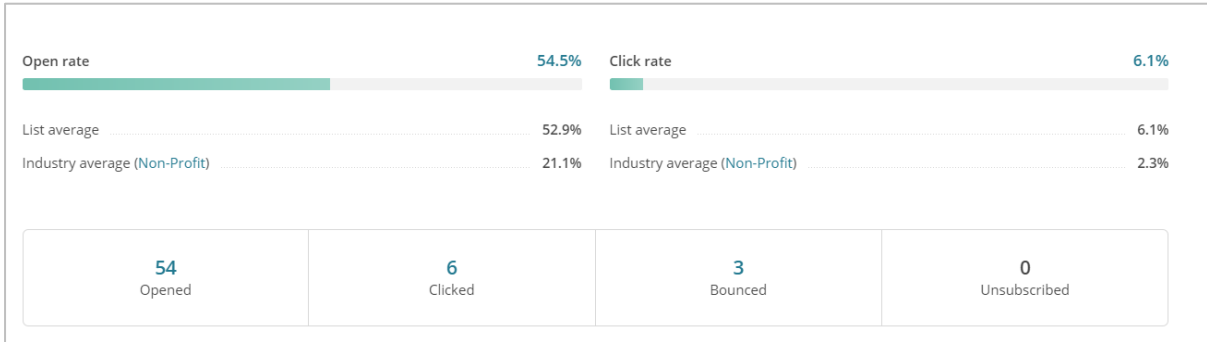 Open rate 54.5% Click rate 6.1%
List average 52.9% List average 6.1%
Industry average (Non-Profit) 21.1% Industry average (Non-Profit) 2.3%
54 6 3 0
Opened Clicked Bounced Unsubscribed